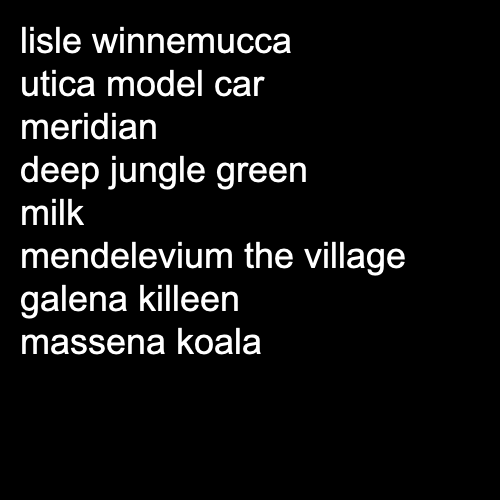 lisle winnemucca
utica model car
meridian
deep jungle green
milk
mendelevium the village
galena killeen
massena koala